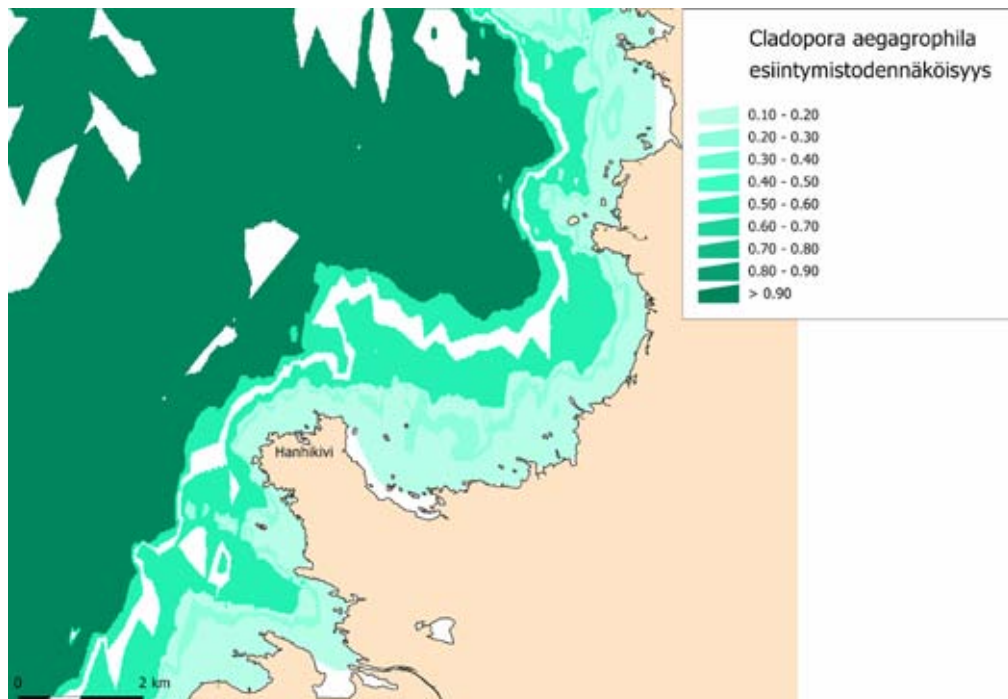 Cladopora aegagrophila
esiintymistodennäköisyys
0.10 - 0.20
0.20 - 0.30
0.30 - 0.40
0.40 - 0.50
0.50 - 0.60
0.60 - 0.70
0.70 - 0.80
0.80 - 0.90
> 0.90
Hanhikivi
0 2 km